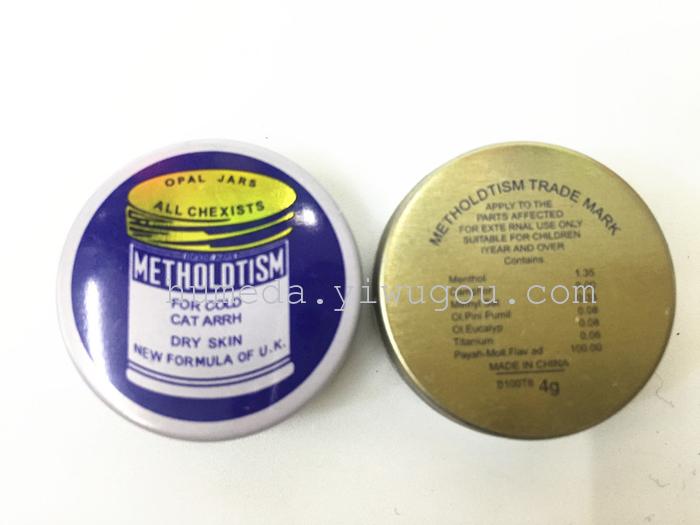 OPAL JARS
ALL CHEXISTS
METHOLDTISM
FOR COLD
CAT ARRH
DRY SKIN
NEW FORMULA OF U.K.
METHOLDTISM TRADE MARK
APPLY TO THE
PARTS AFFECTED
FOR EXTE RNAL USE ONLY
SUITABLE FOR CHILDREN
IYEAR AND OVER
Contains
Menthol 1.35
Ol.Pini Pumil 0.08
Ol.Eucalyp 0.08
Titanium 0.06
Payah-Moll.Flav ad 100.00
MADE IN CHINA
4g
numeda.yiwugou.com